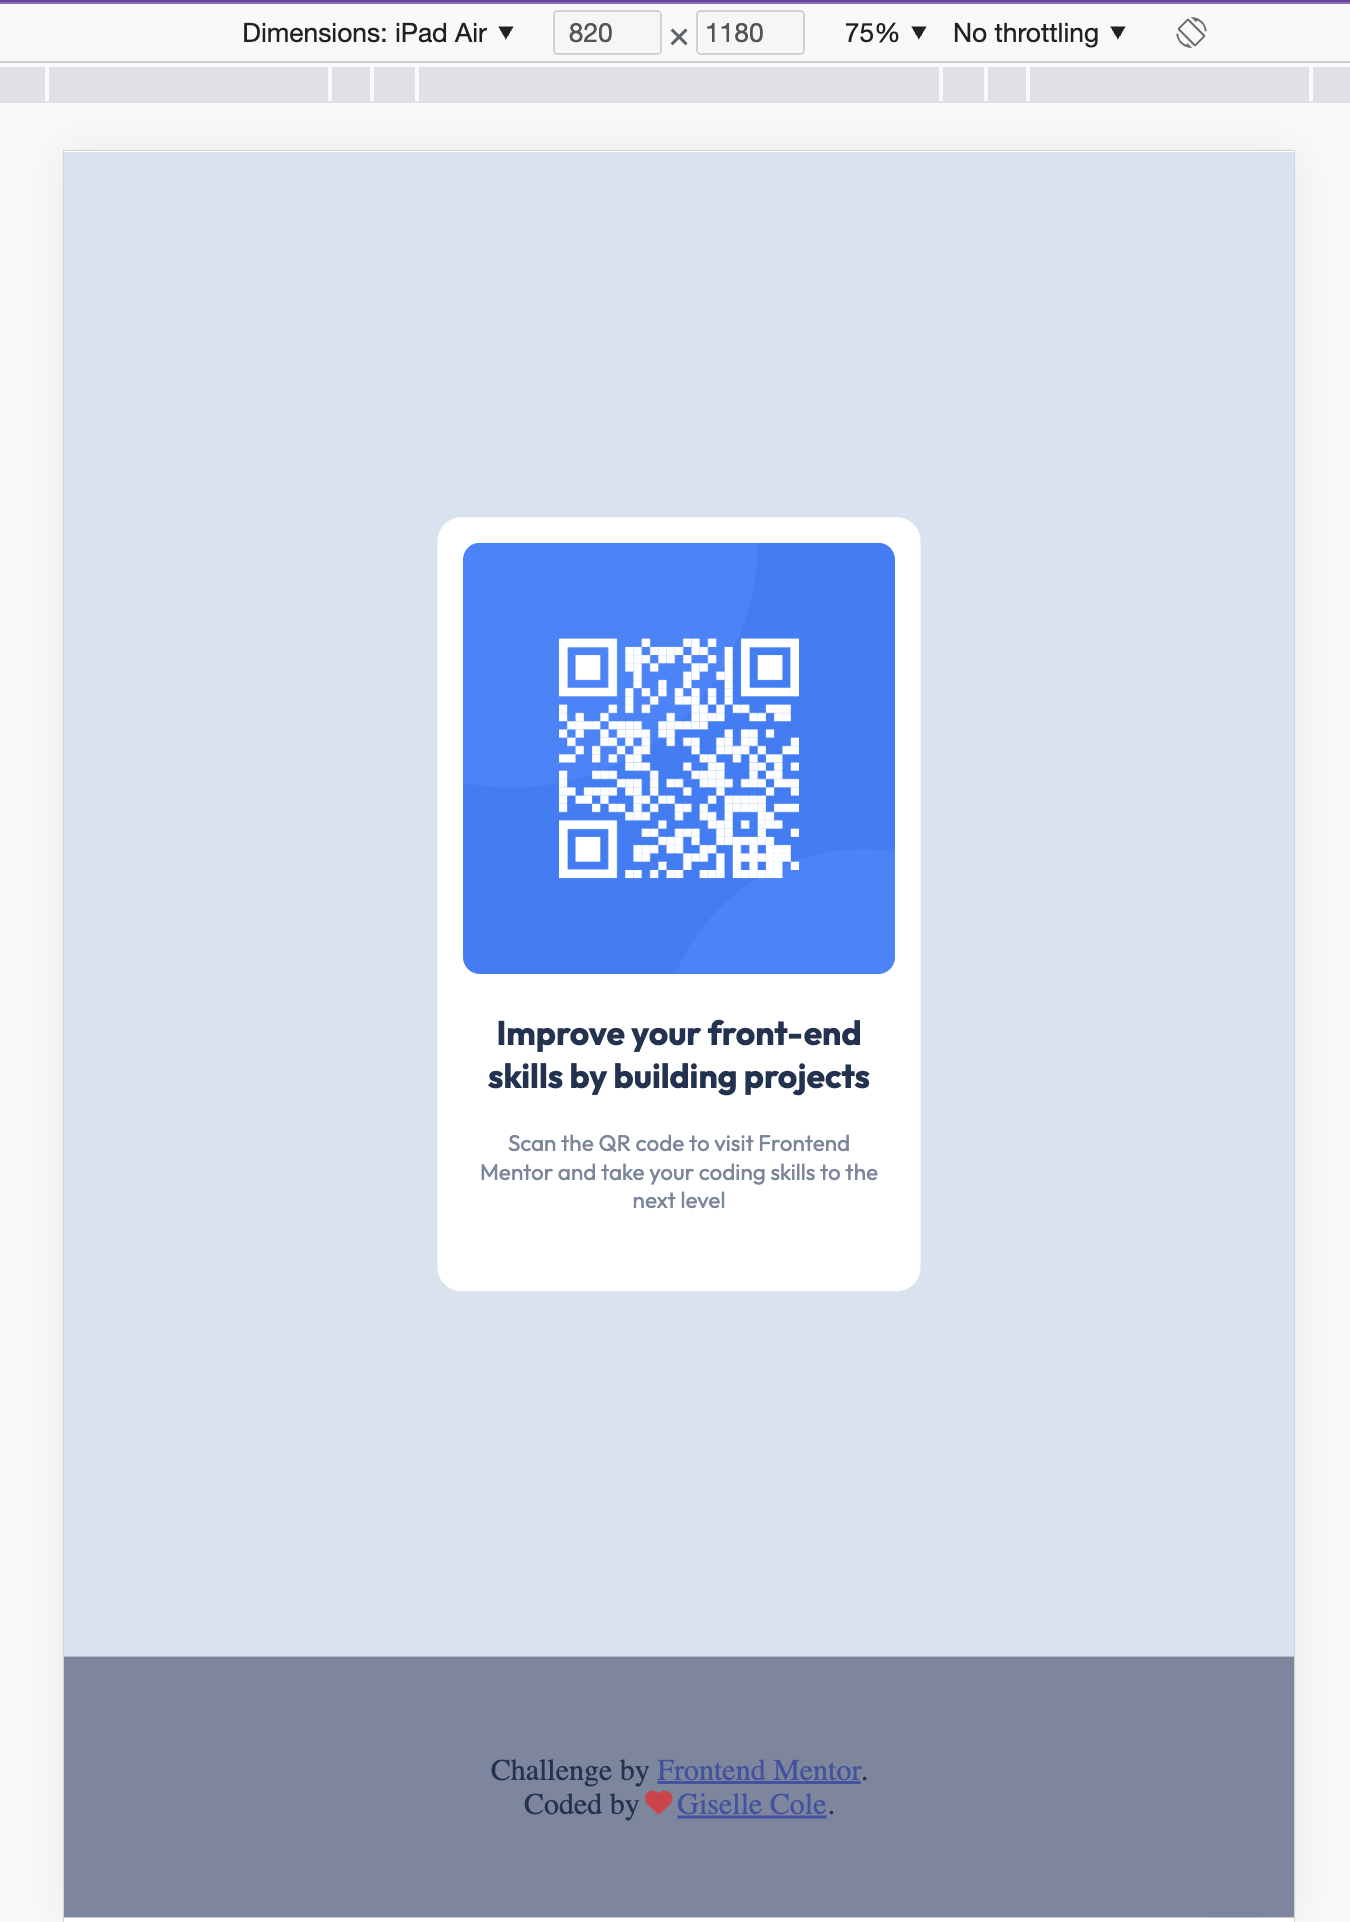 Dimensions: iPad Air ▼ 820 × 1180 75% ▼ No throttling ▼
Improve your front-end
skills by building projects
Scan the QR code to visit Frontend
Mentor and take your coding skills to the
next level
Challenge by Frontend Mentor.
Coded by ❤ Giselle Cole.